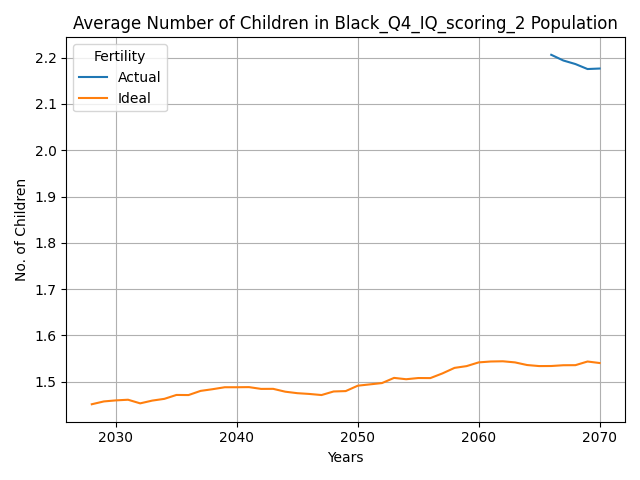 Average Number of Children in Black_Q4_IQ_scoring_2 Population
Fertility
Actual
Ideal
No. of Children
2.2
2.1
2.0
1.9
1.8
1.7
1.6
1.5
2030
2040
2050
2060
2070
Years